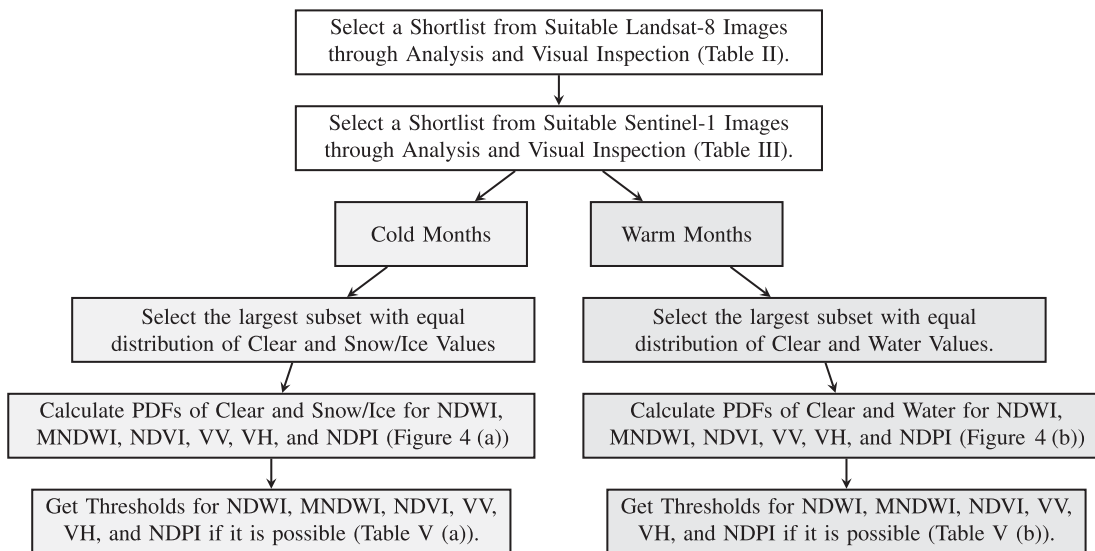 Select a Shortlist from Suitable Landsat-8 Images
through Analysis and Visual Inspection (Table II).
Select a Shortlist from Suitable Sentinel-1 Images
through Analysis and Visual Inspection (Table III).
Cold Months
Warm Months
Select the largest subset with equal
distribution of Clear and Snow/Ice Values
Select the largest subset with equal
distribution of Clear and Water Values.
Calculate PDFs of Clear and Snow/Ice for NDWI,
MNDWI, NDVI, VV, VH, and NDPI (Figure 4 (a))
Calculate PDFs of Clear and Water for NDWI,
MNDWI, NDVI, VV, VH, and NDPI (Figure 4 (b))
Get Thresholds for NDWI, MNDWI, NDVI, VV,
VH, and NDPI if it is possible (Table V (a)).
Get Thresholds for NDWI, MNDWI, NDVI, VV,
VH, and NDPI if it is possible (Table V (b)).